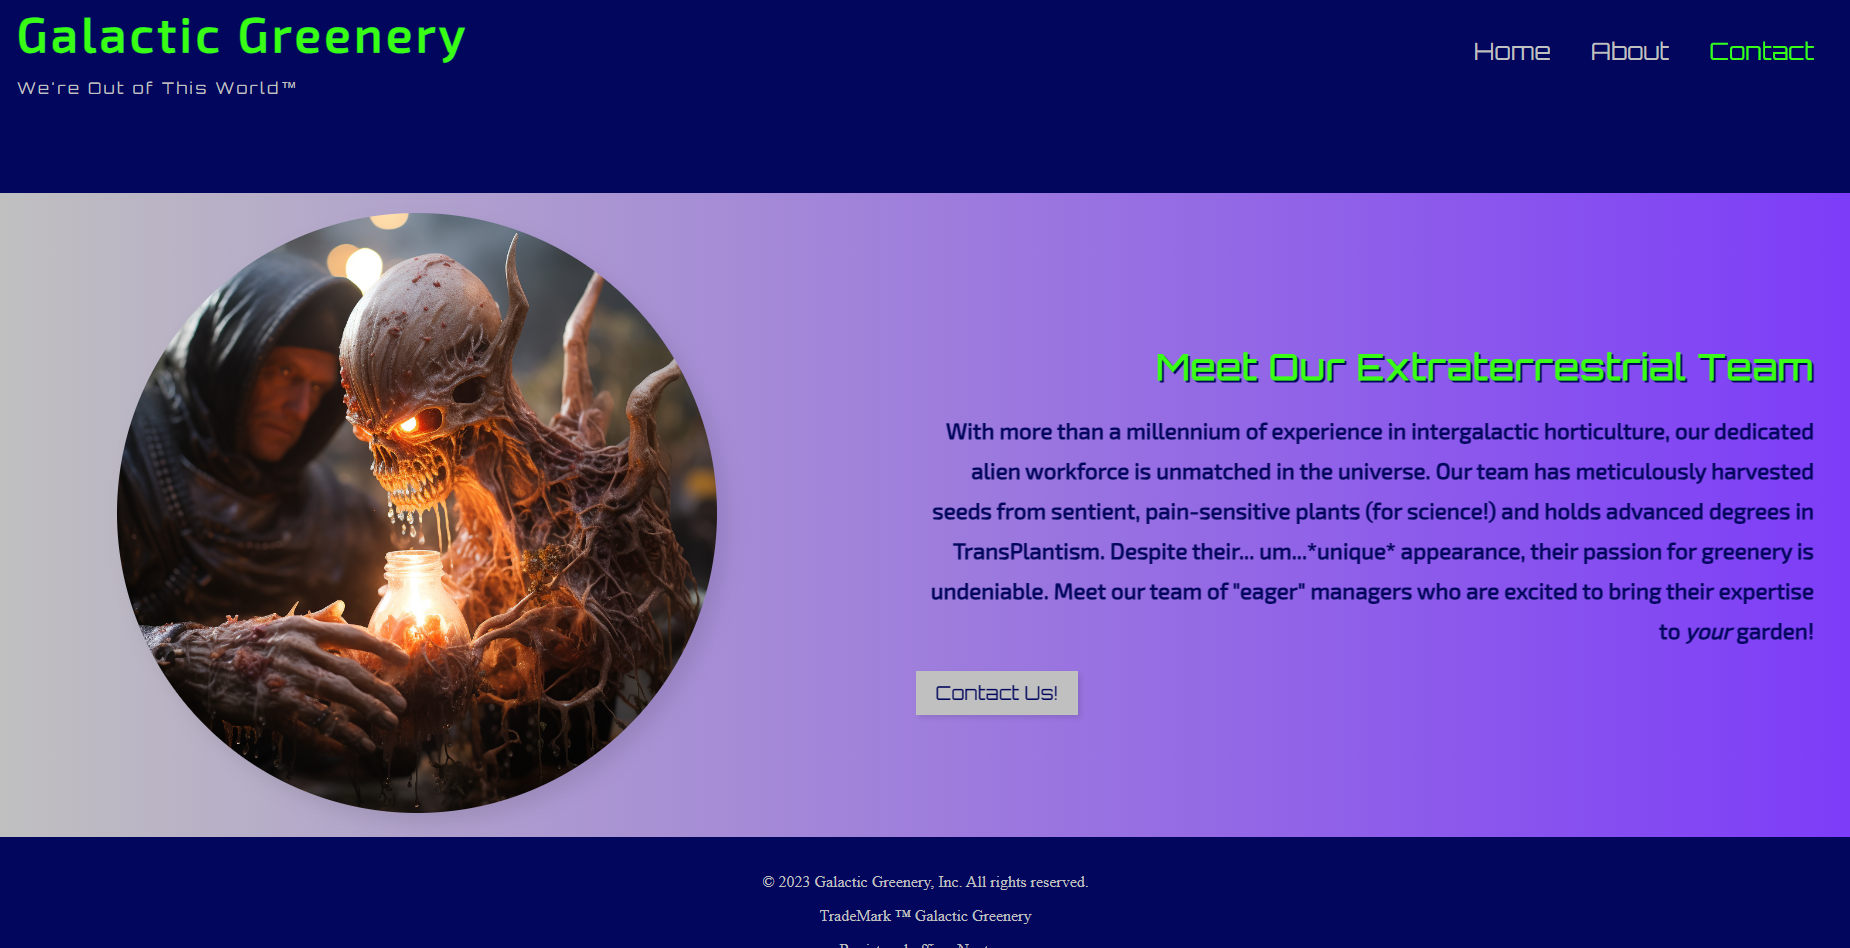 Galactic Greenery
We're Out of This World™
Home About Contact
Meet Our Extraterrestrial Team
With more than a millennium of experience in intergalactic horticulture, our dedicated
alien workforce is unmatched in the universe. Our team has meticulously harvested
seeds from sentient, pain-sensitive plants (for science!) and holds advanced degrees in
TransPlantism. Despite their... um...*unique* appearance, their passion for greenery is
undeniable. Meet our team of "eager" managers who are excited to bring their expertise
to your garden!
Contact Us!
© 2023 Galactic Greenery, Inc. All rights reserved.
TradeMark ™ Galactic Greenery